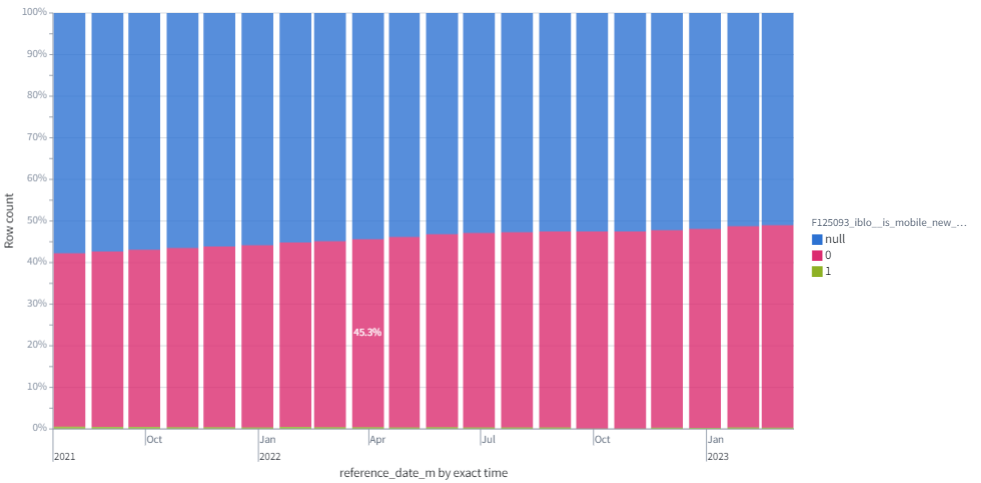 100%
90%
80%
70%
60%
50%
40%
30%
20%
10%
0%
Row count
45.3%
Oct
Jan
Apr
Jul
Oct
Jan
2021
2022
2023
reference_date_m by exact time
F125093_iblo__is_mobile_new_...
null
0
1